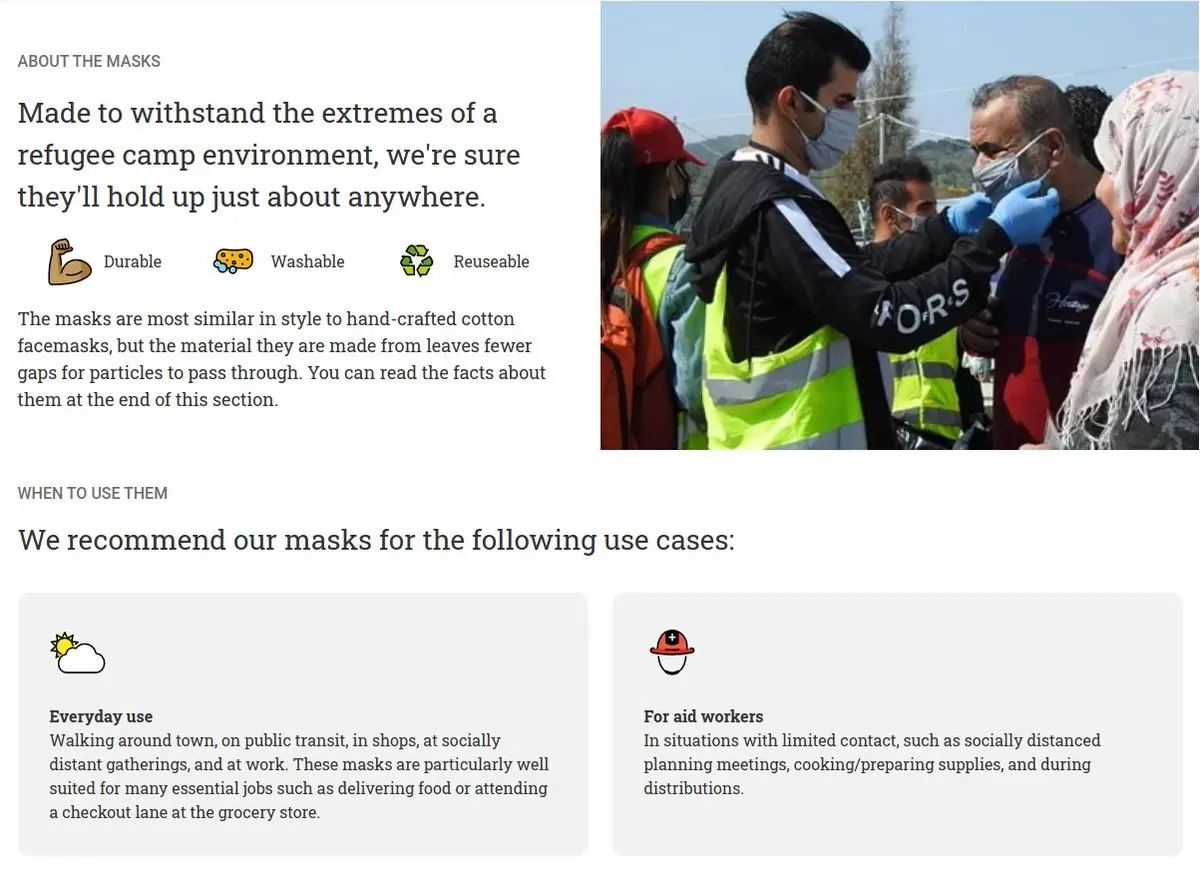 ABOUT THE MASKS
Made to withstand the extremes of a
refugee camp environment, we're sure
they'll hold up just about anywhere.
Durable
Washable
Reuseable
The masks are most similar in style to hand-crafted cotton
facemasks, but the material they are made from leaves fewer
gaps for particles to pass through. You can read the facts about
them at the end of this section.
WHEN TO USE THEM
We recommend our masks for the following use cases:
Everyday use
Walking around town, on public transit, in shops, at socially
distant gatherings, and at work. These masks are particularly well
suited for many essential jobs such as delivering food or attending
a checkout lane at the grocery store.
For aid workers
In situations with limited contact, such as socially distanced
planning meetings, cooking/preparing supplies, and during
distributions.